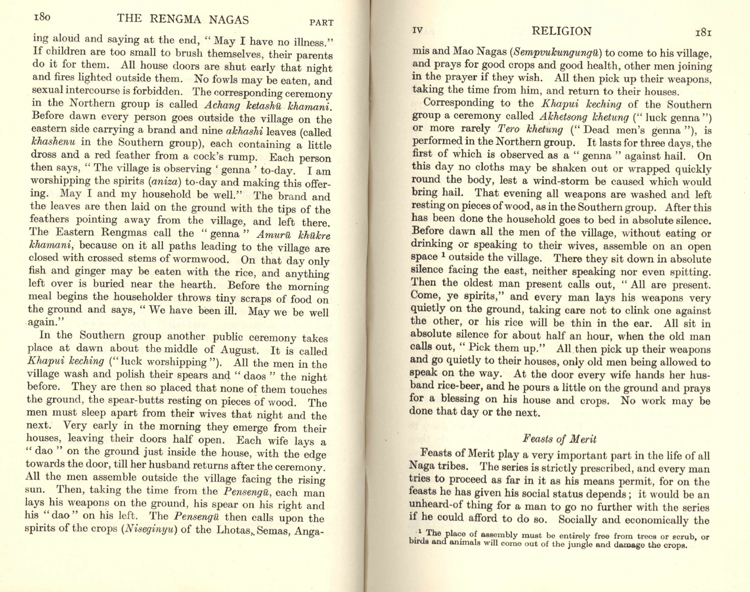 180 THE RENGMA NAGAS PART
ing aloud and saying at the end, “ May I have no illness.”
If children are too small to brush themselves, their parents
do it for them. All house doors are shut early that night
and fires lighted outside them. No fowls may be eaten, and
sexual intercourse is forbidden. The corresponding ceremony
in the Northern group is called Achang ketashü khamani.
Before dawn every person goes outside the village on the
eastern side carrying a brand and nine akhashi leaves (called
khashenu in the Southern group), each containing a little
dross and a red feather from a cock's rump. Each person
then says, “ The village is observing ‘ genna ’ to-day. I am
worshipping the spirits (aniza) to-day and making this offer-
ing. May I and my household be well.” The brand and
the leaves are then laid on the ground with the tips of the
feathers pointing away from the village, and left there.
The Eastern Rengmas call the “ genna ” Amurü khükre
khamani, because on it all paths leading to the village are
closed with crossed stems of wormwood. On that day only
fish and ginger may be eaten with the rice, and anything
left over is buried near the hearth. Before the morning
meal begins the householder throws tiny scraps of food on
the ground and says, “ We have been ill. May we be well
again.”
In the Southern group another public ceremony takes
place at dawn about the middle of August. It is called
Khapui keching (“ luck worshipping ”). All the men in the
village wash and polish their spears and “ daos ” the night
before. They are then so placed that none of them touches
the ground, the spear-butts resting on pieces of wood. The
men must sleep apart from their wives that night and the
next. Very early in the morning they emerge from their
houses, leaving their doors half open. Each wife lays a
“ dao ” on the ground just inside the house, with the edge
towards the door, till her husband returns after the ceremony.
All the men assemble outside the village facing the rising
sun. Then, taking the time from the Pensengü, each man
lays his weapons on the ground, his spear on his right and
his “ dao ” on his left. The Pensengü then calls upon the
spirits of the crops (Niseginyu) of the Lhotas, Semas, Anga-
IV RELIGION 181
mis and Mao Nagas (Sempvukungungü) to come to his village,
and prays for good crops and good health, other men joining
in the prayer if they wish. All then pick up their weapons,
taking the time from him, and return to their houses.
Corresponding to the Khapui keching of the Southern
group a ceremony called Akhetsong khetung (“ luck genna ”)
or more rarely Tero khetung (“ Dead men's genna ”), is
performed in the Northern group. It lasts for three days, the
first of which is observed as a “ genna ” against hail. On
this day no cloths may be shaken out or wrapped quickly
round the body, lest a wind-storm be caused which would
bring hail. That evening all weapons are washed and left
resting on pieces of wood, as in the Southern group. After this
has been done the household goes to bed in absolute silence.
Before dawn all the men of the village, without eating or
drinking or speaking to their wives, assemble on an open
space ¹ outside the village. There they sit down in absolute
silence facing the east, neither speaking nor even spitting.
Then the oldest man present calls out, “ All are present.
Come, ye spirits,” and every man lays his weapons very
quietly on the ground, taking care not to clink one against
the other, or his rice will be thin in the ear. All sit in
absolute silence for about half an hour, when the old man
calls out, “ Pick them up.” All then pick up their weapons
and go quietly to their houses, only old men being allowed to
speak on the way. At the door every wife hands her hus-
band rice-beer, and he pours a little on the ground and prays
for a blessing on his house and crops. No work may be
done that day or the next.
Feasts of Merit
Feasts of Merit play a very important part in the life of all
Naga tribes. The series is strictly prescribed, and every man
tries to proceed as far in it as his means permit, for on the
feasts he has given his social status depends; it would be an
unheard-of thing for a man to go no further with the series
if he could afford to do so. Socially and economically the
¹ The place of assembly must be entirely free from trees or scrub, or
birds and animals will come out of the jungle and damage the crops.